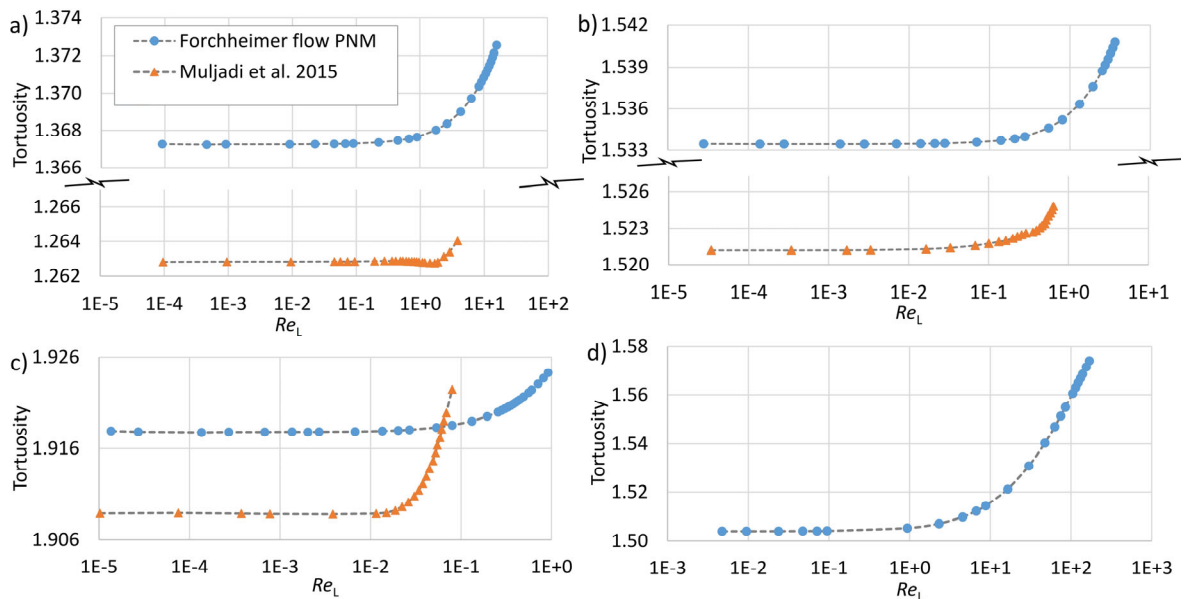 a)
1.374
1.372
1.370
1.368
1.366
1.266
1.264
1.262
Tortuosity
Forchheimer flow PNM
Muljadi et al. 2015
1E-5 1E-4 1E-3 1E-2 1E-1 1E+0 1E+1 1E+2
Re_L
b)
1.542
1.539
1.536
1.533
1.526
1.521
1.520
Tortuosity
1E-5 1E-4 1E-3 1E-2 1E-1 1E+0 1E+1
Re_L
c)
1.926
1.916
1.906
Tortuosity
1E-5 1E-4 1E-3 1E-2 1E-1 1E+0
Re_L
d)
1.58
1.56
1.54
1.52
1.50
Tortuosity
1E-3 1E-2 1E-1 1E+0 1E+1 1E+2 1E+3
Re_L